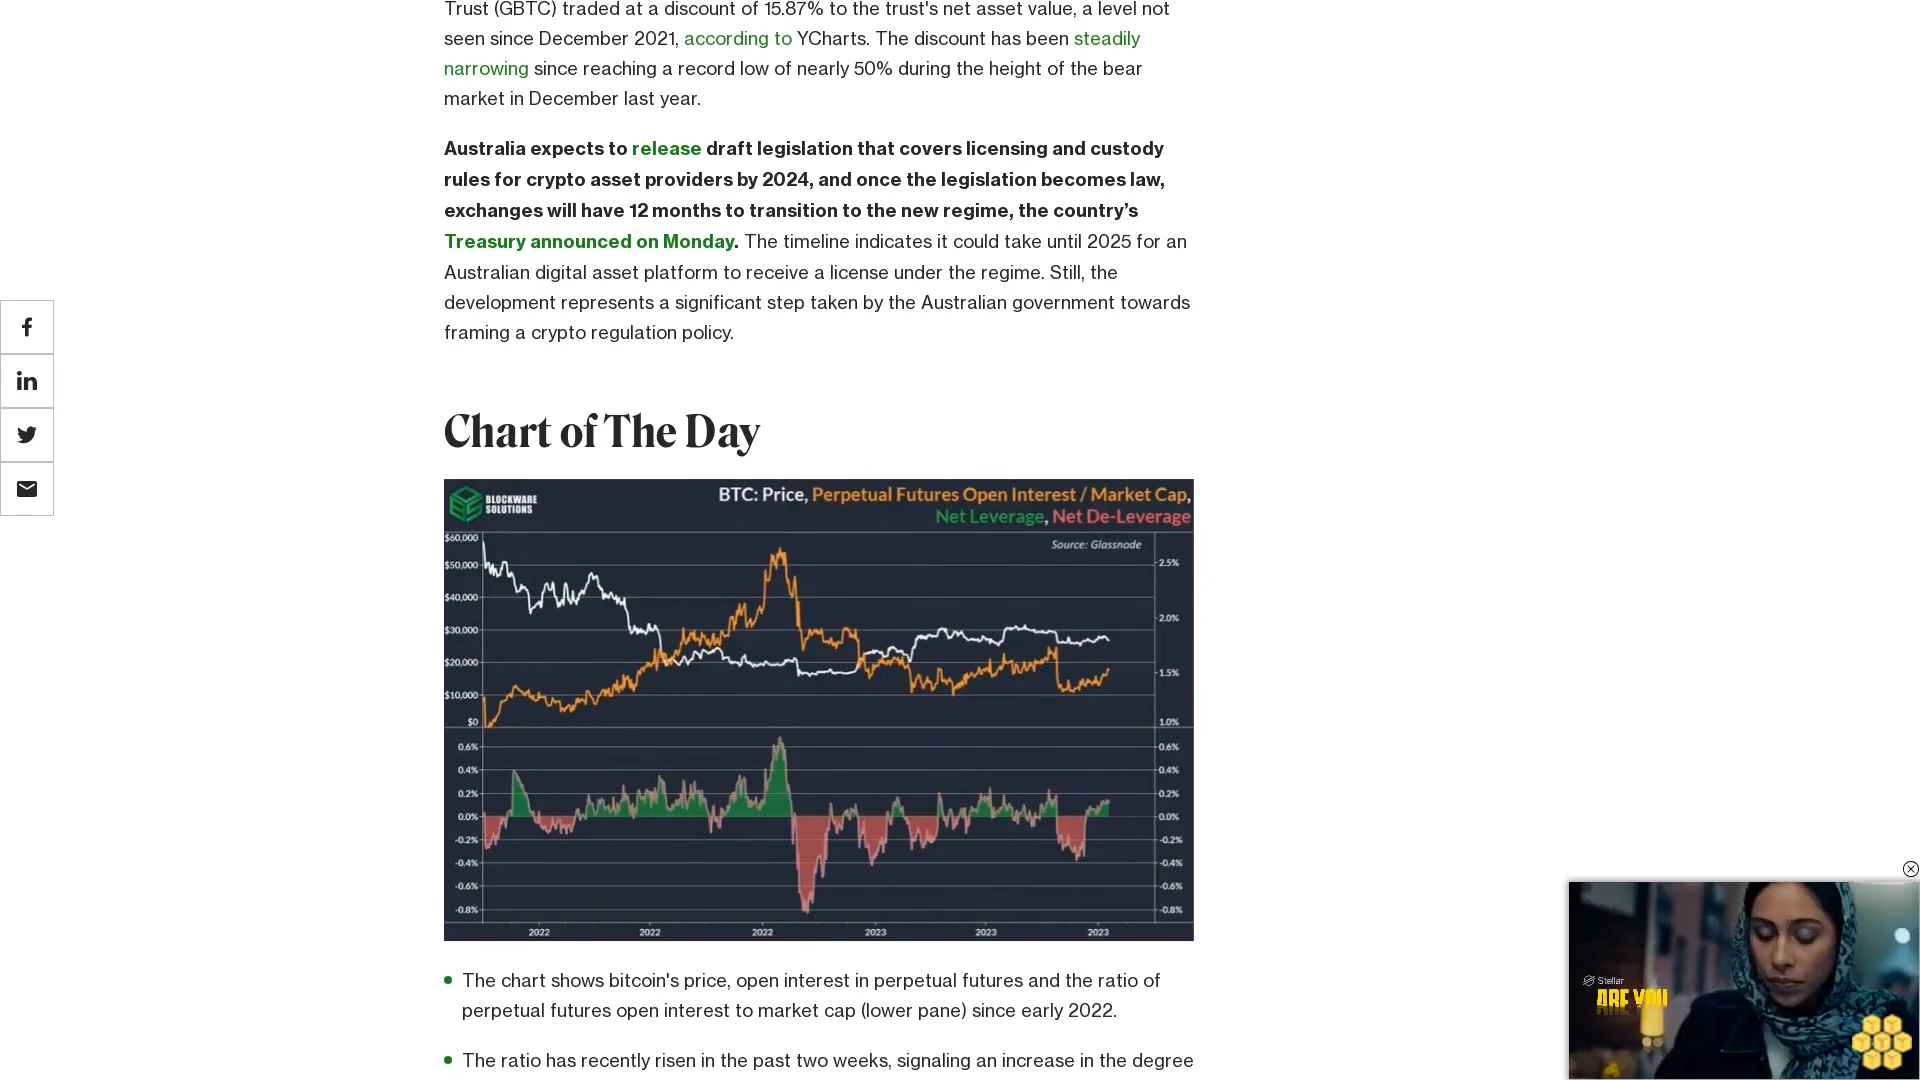 Trust (GBTC) traded at a discount of 15.87% to the trust's net asset value, a level not
seen since December 2021, according to YCharts. The discount has been steadily
narrowing since reaching a record low of nearly 50% during the height of the bear
market in December last year.
Australia expects to release draft legislation that covers licensing and custody
rules for crypto asset providers by 2024, and once the legislation becomes law,
exchanges will have 12 months to transition to the new regime, the country’s
Treasury announced on Monday. The timeline indicates it could take until 2025 for an
Australian digital asset platform to receive a license under the regime. Still, the
development represents a significant step taken by the Australian government towards
framing a crypto regulation policy.
Chart of The Day
BLOCKWARE
SOLUTIONS
BTC: Price, Perpetual Futures Open Interest / Market Cap,
Net Leverage, Net De-Leverage
Source: Glassnode
$60,000
$50,000
$40,000
$30,000
$20,000
$10,000
$0
2.5%
2.0%
1.5%
1.0%
0.6%
0.4%
0.2%
0.0%
-0.2%
-0.4%
-0.6%
-0.8%
0.6%
0.4%
0.2%
0.0%
-0.2%
-0.4%
-0.6%
-0.8%
2022 2022 2022 2023 2023 2023
The chart shows bitcoin's price, open interest in perpetual futures and the ratio of
perpetual futures open interest to market cap (lower pane) since early 2022.
The ratio has recently risen in the past two weeks, signaling an increase in the degree
Stellar
ARE YOU